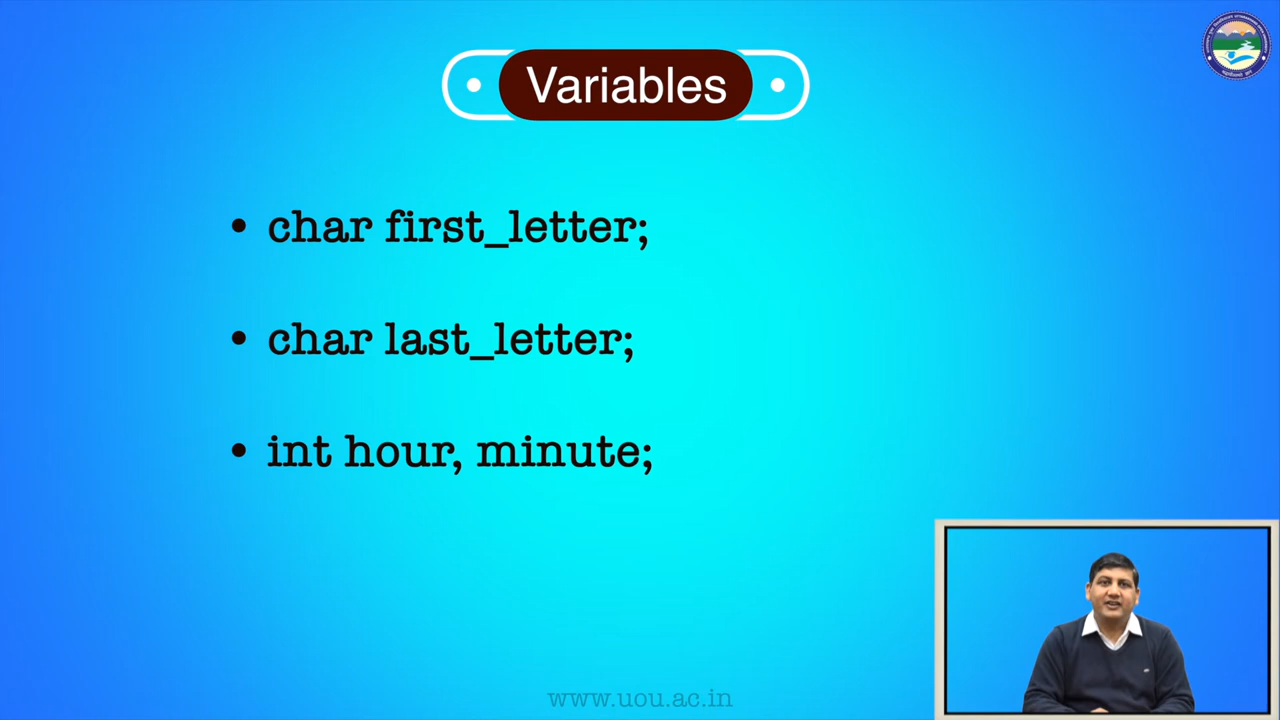 Variables
• char first_letter;
• char last_letter;
• int hour, minute;
www.uou.ac.in